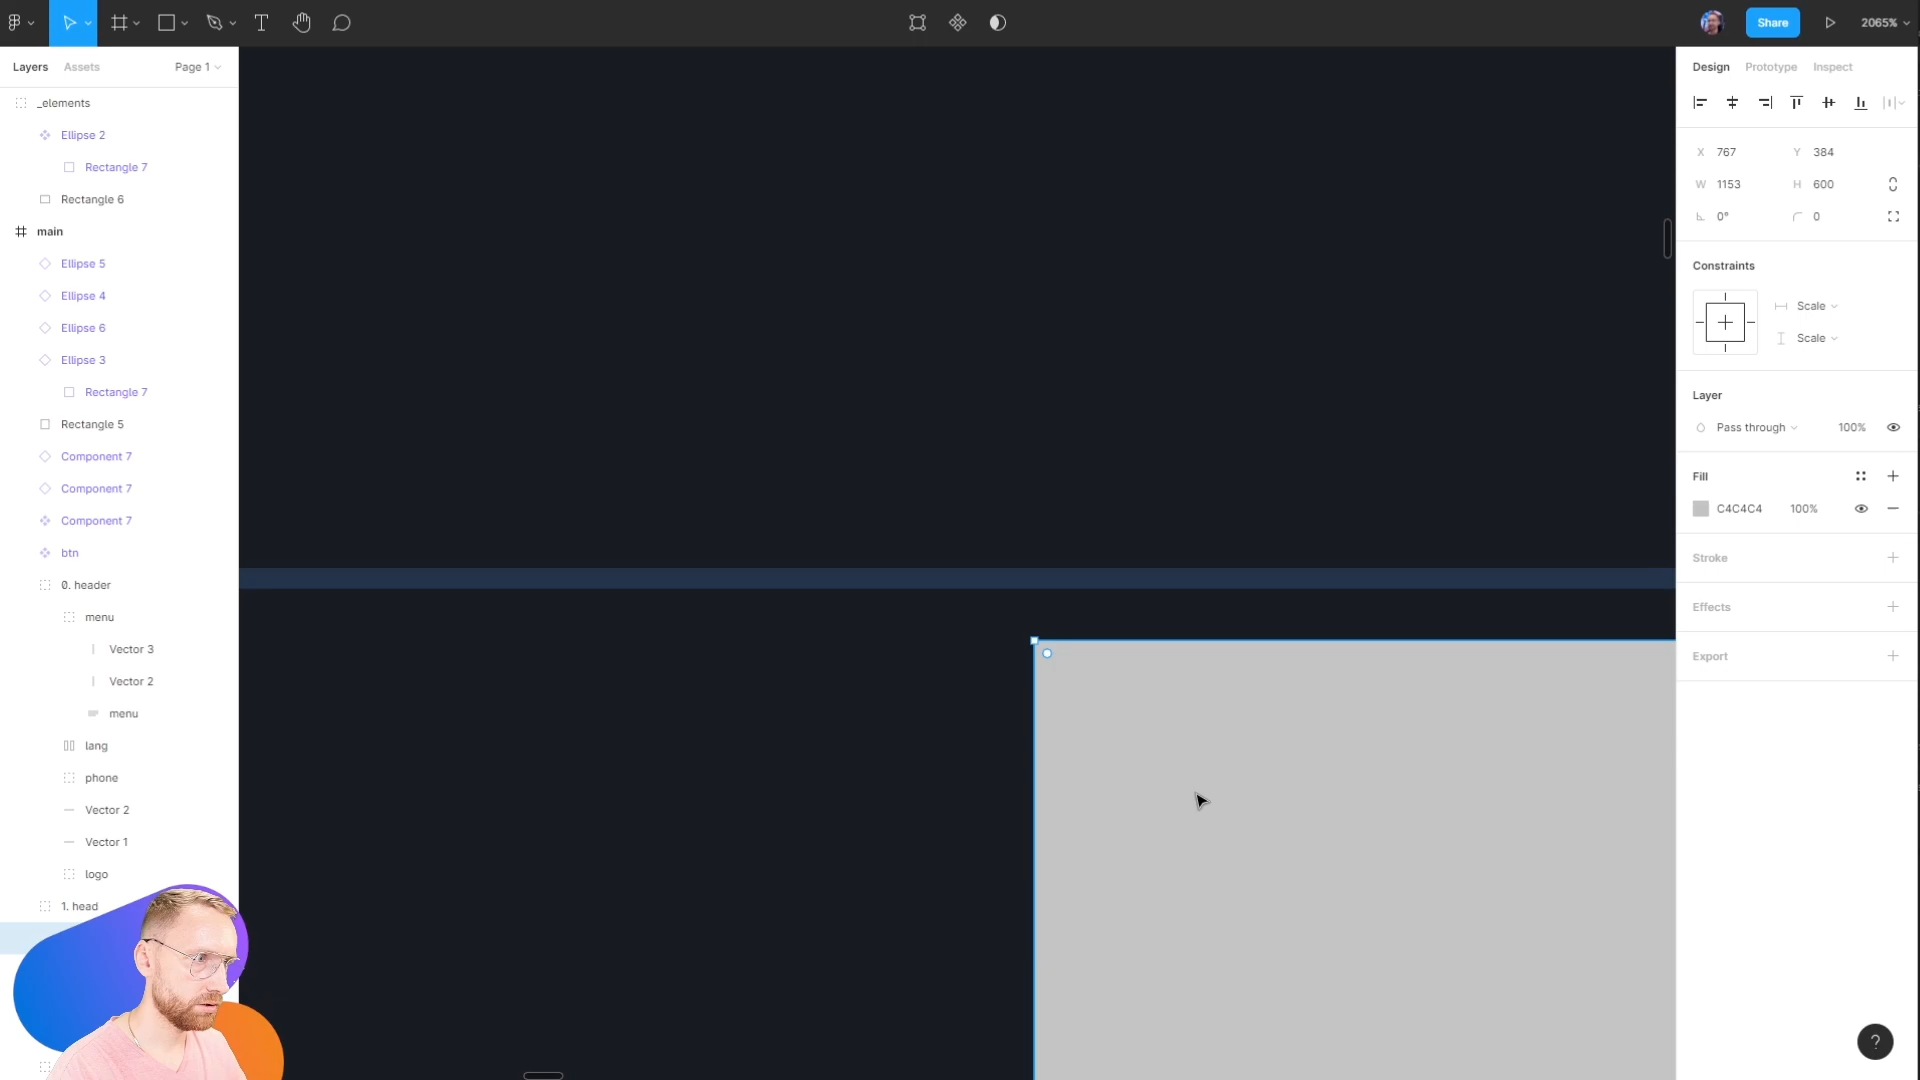 Share
2065%
Layers
Assets
Page 1
_elements
Ellipse 2
Rectangle 7
Rectangle 6
main
Ellipse 5
Ellipse 4
Ellipse 6
Ellipse 3
Rectangle 7
Rectangle 5
Component 7
Component 7
Component 7
btn
0. header
menu
Vector 3
Vector 2
menu
lang
phone
Vector 2
Vector 1
logo
1. head
Design
Prototype
Inspect
X 767
Y 384
W 1153
H 600
0°
0
Constraints
Scale
Scale
Layer
Pass through
100%
Fill
C4C4C4
100%
Stroke
Effects
Export
?